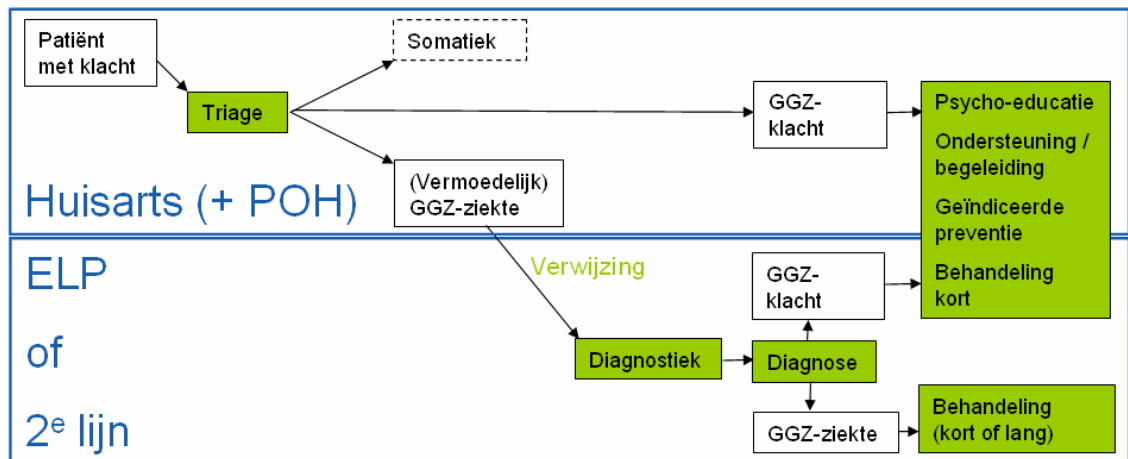 Patiënt
met klacht
Somatiek
Triage
GGZ-
klacht
Psycho-educatie
Ondersteuning /
begeleiding
Geïndiceerde
preventie
Behandeling
kort
(Vermoedelijk)
GGZ-ziekte
Huisarts (+ POH)
ELP
of
2e lijn
Verwijzing
GGZ-
klacht
Diagnostiek
Diagnose
GGZ-ziekte
Behandeling
(kort of lang)